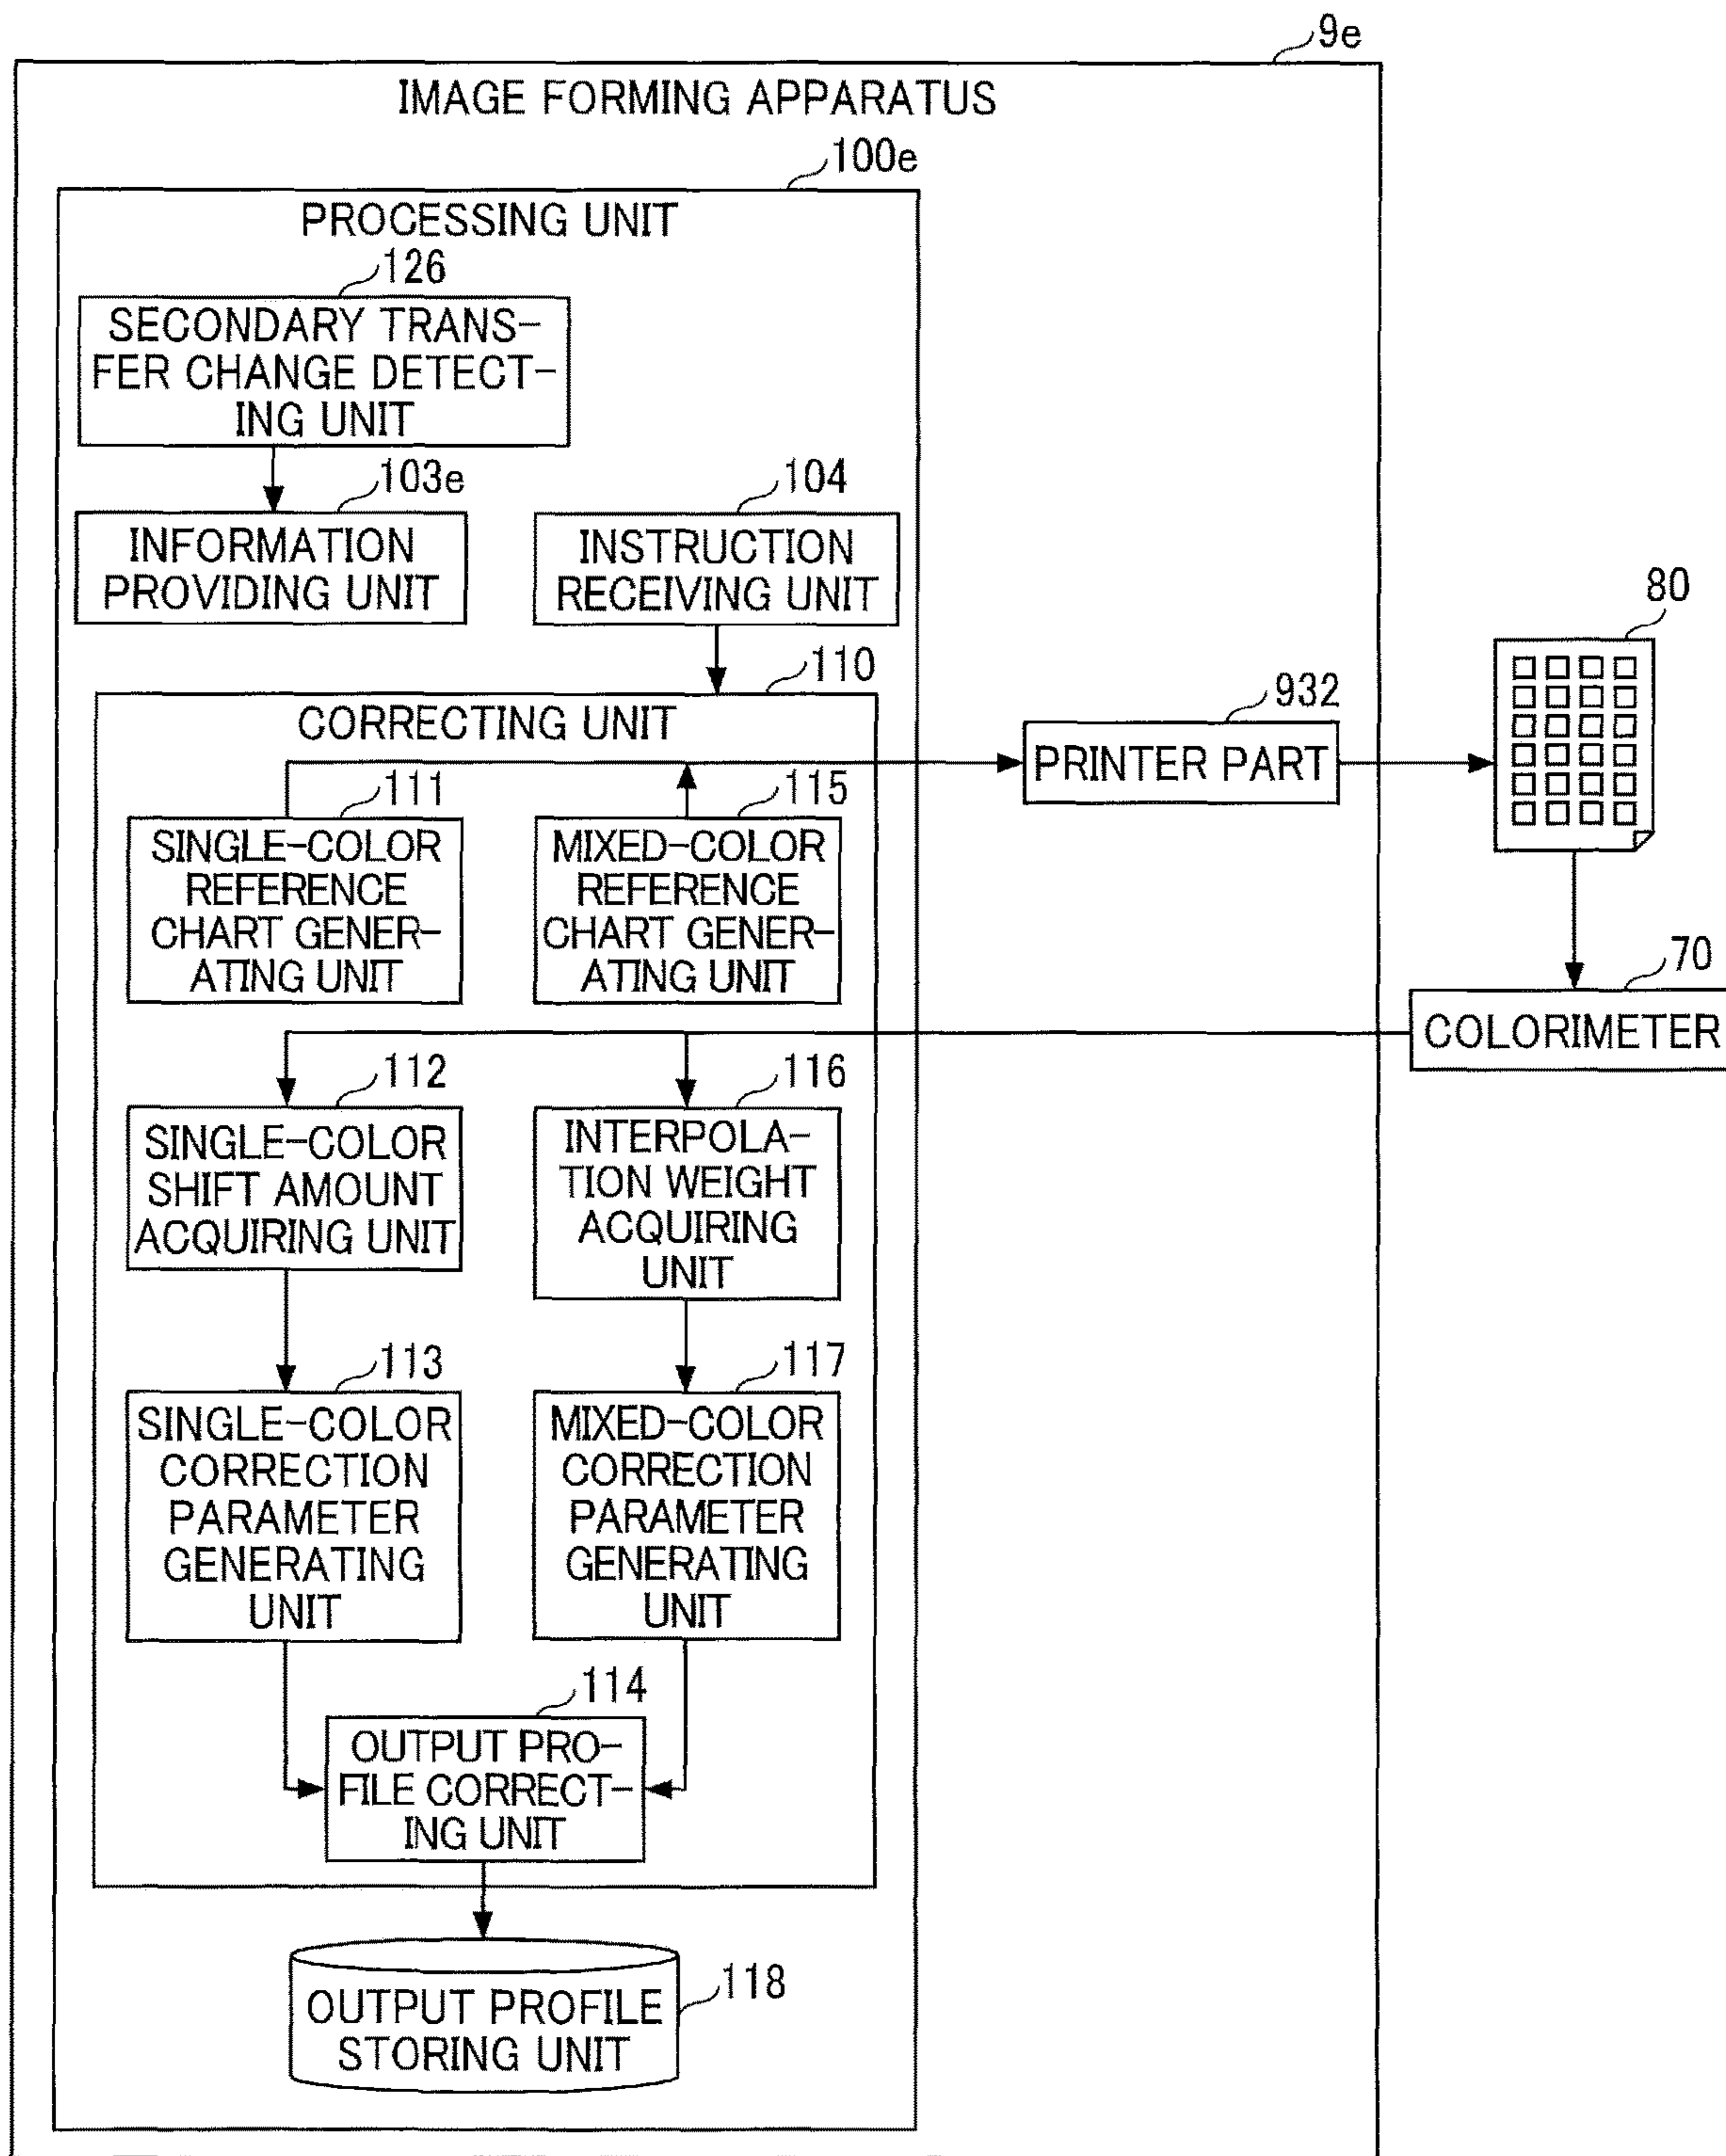 9e
IMAGE FORMING APPARATUS
100e
PROCESSING UNIT
126
SECONDARY TRANS-
FER CHANGE DETECT-
ING UNIT
103e
INFORMATION
PROVIDING UNIT
104
INSTRUCTION
RECEIVING UNIT
110
CORRECTING UNIT
932
PRINTER PART
80
111
SINGLE-COLOR
REFERENCE
CHART GENER-
ATING UNIT
115
MIXED-COLOR
REFERENCE
CHART GENER-
ATING UNIT
70
COLORIMETER
112
SINGLE-COLOR
SHIFT AMOUNT
ACQUIRING UNIT
116
INTERPOLA-
TION WEIGHT
ACQUIRING
UNIT
113
SINGLE-COLOR
CORRECTION
PARAMETER
GENERATING
UNIT
117
MIXED-COLOR
CORRECTION
PARAMETER
GENERATING
UNIT
114
OUTPUT PRO-
FILE CORRECT-
ING UNIT
118
OUTPUT PROFILE
STORING UNIT